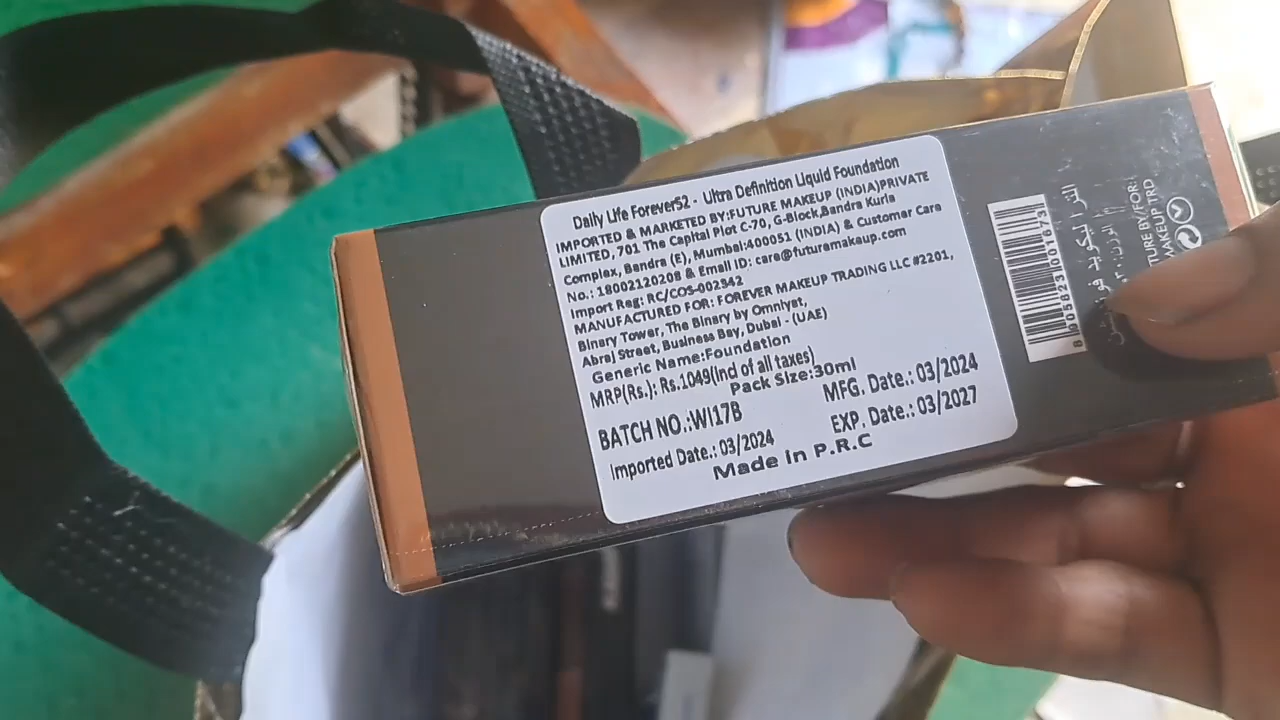 Daily Life Forever52 - Ultra Definition Liquid Foundation
IMPORTED & MARKETED BY:FUTURE MAKEUP (INDIA)PRIVATE
LIMITED, 701 The Capital Plot C-70, G-Block,Bandra Kurla
Complex, Bandra (E), Mumbai:400051 (INDIA) & Customer Care
No.: 18002120208 & Email ID: care@futuramakeup.com
Import Reg: RC/COS-002342
MANUFACTURED FOR: FOREVER MAKEUP TRADING LLC #2201,
Binary Tower, The Binary by Omniyat,
Abraj Street, Business Bay, Dubai - (UAE)
Generic Name:Foundation
MRP(Rs.): Rs.1049(Incl of all taxes)
Pack Size:30ml
BATCH NO.:WI17B
MFG. Date.: 03/2024
Imported Date.: 03/2024
EXP. Date.: 03/2027
Made In P.R.C
الترا ليكويد
TURE BY/FOR:
MAKEUP TRD